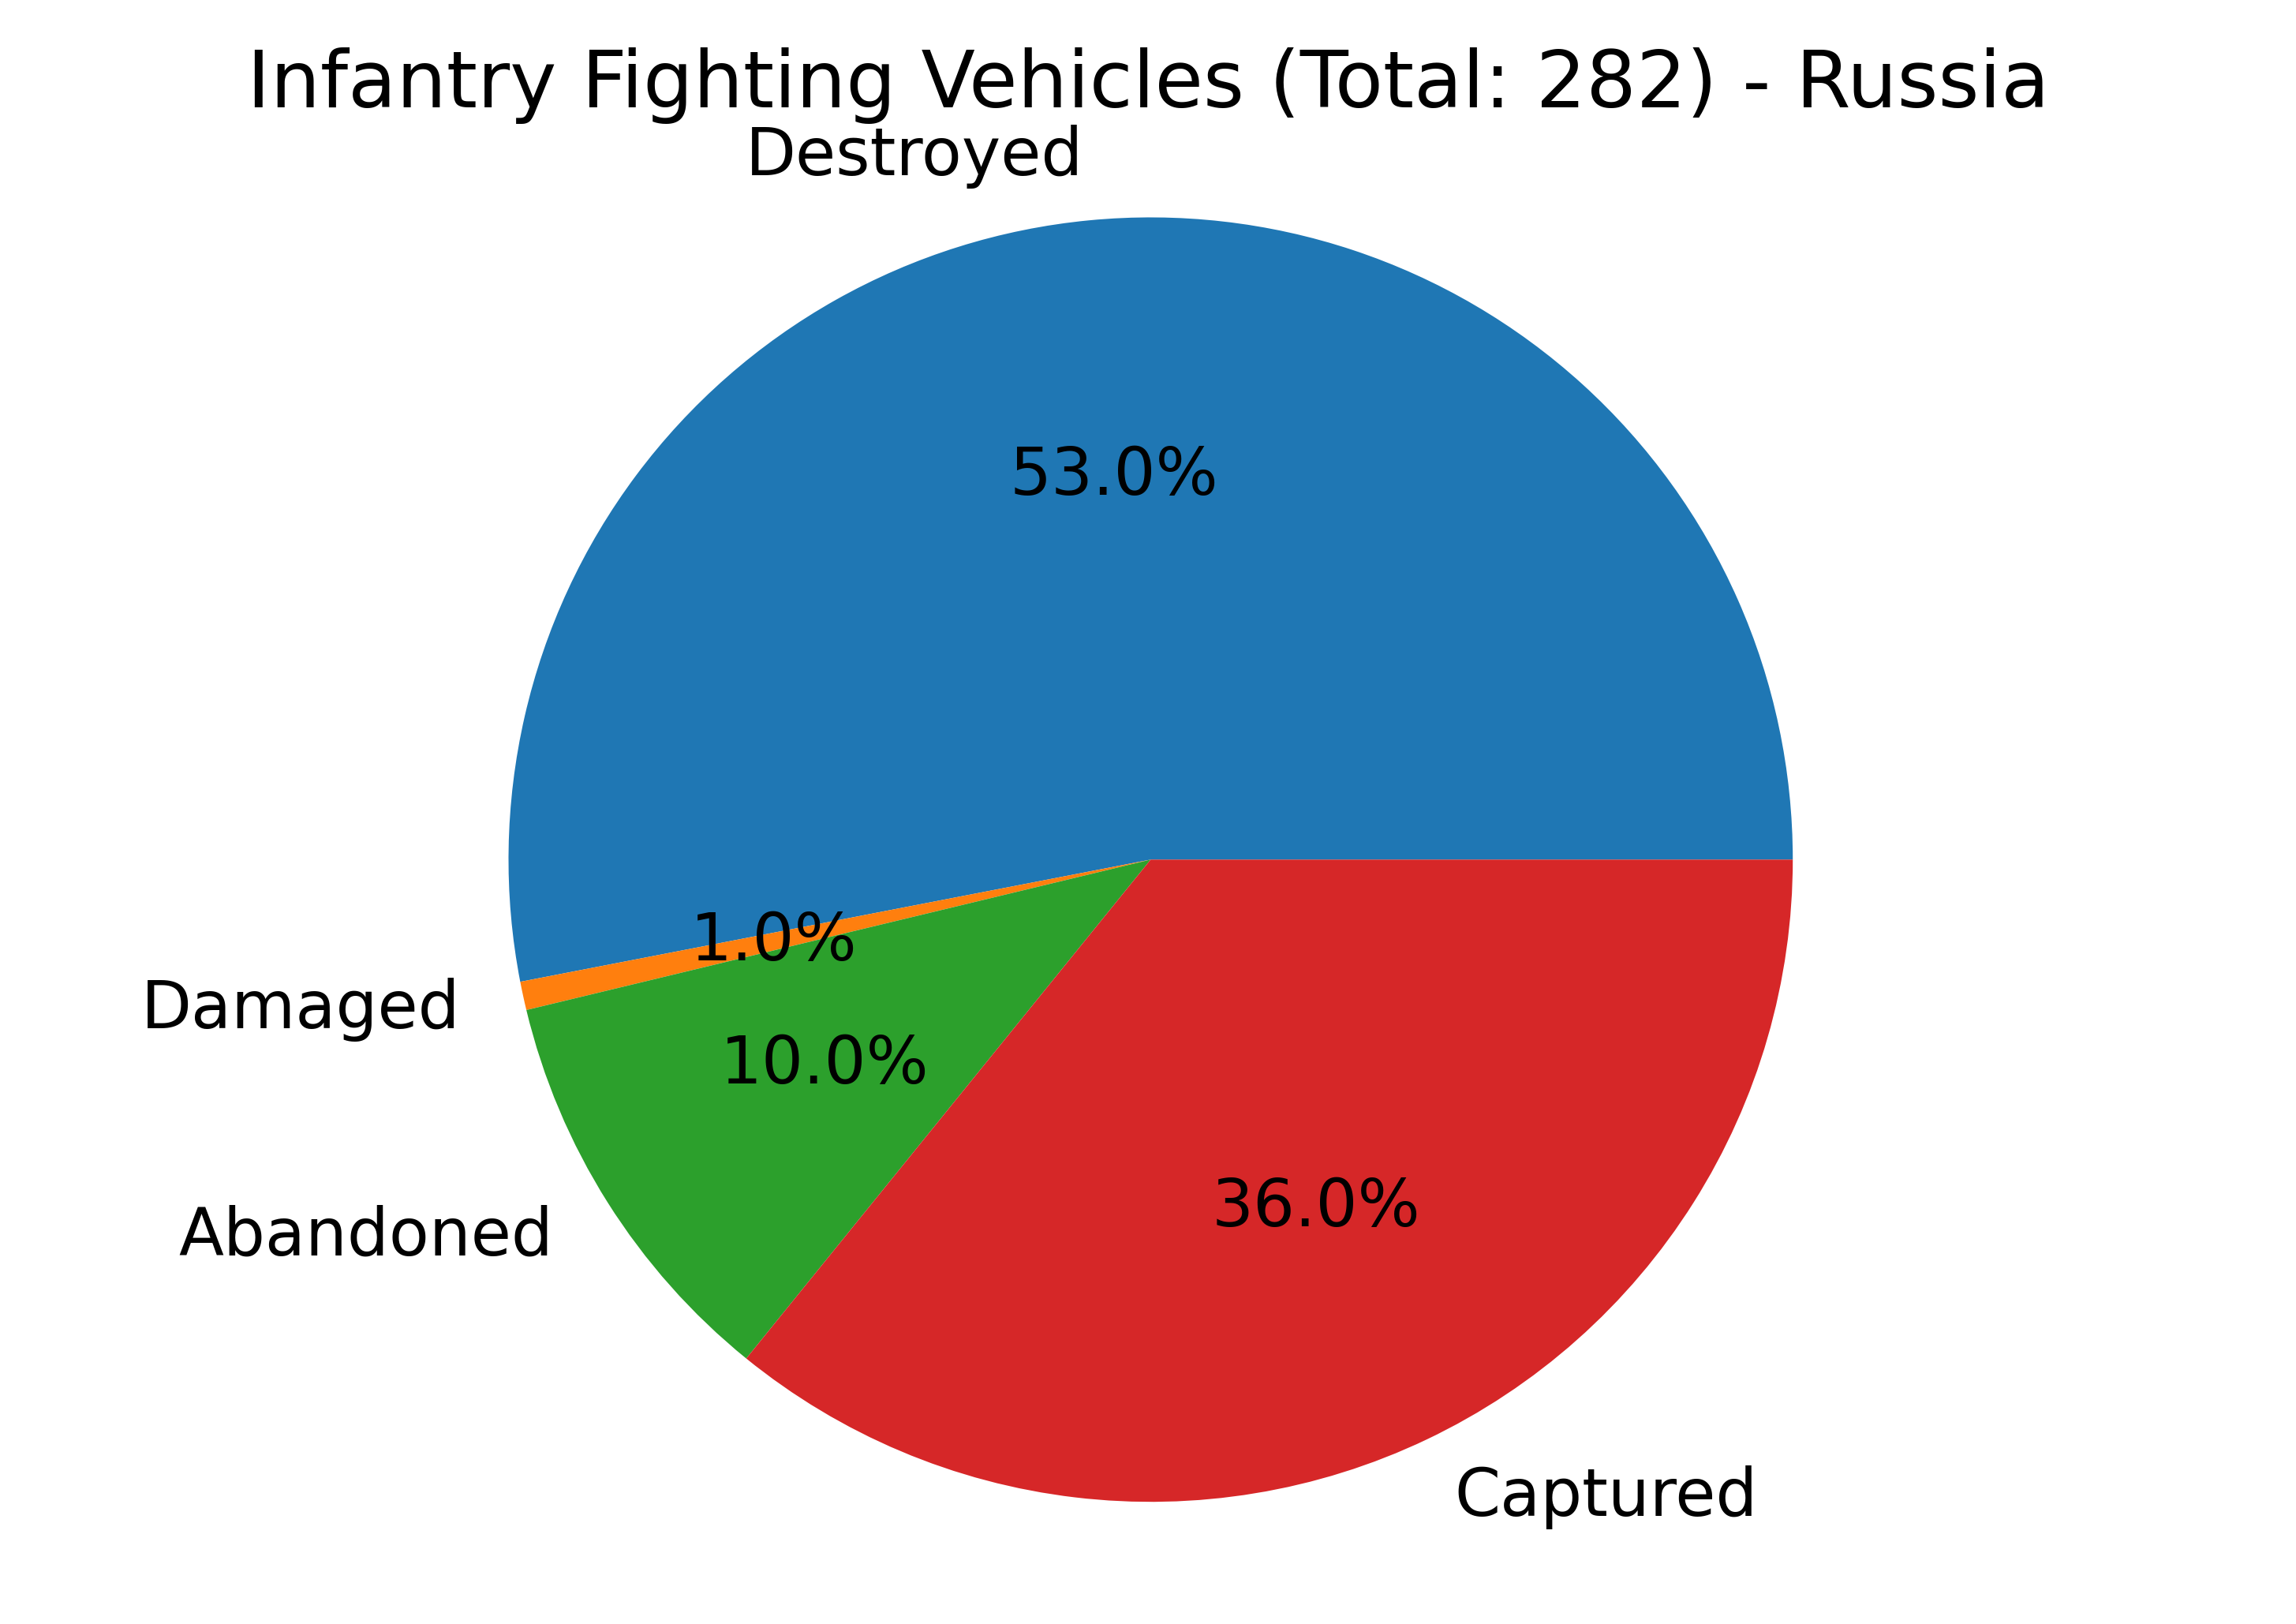 Infantry Fighting Vehicles (Total: 282) - Russia
Destroyed
53.0%
1.0%
Damaged
10.0%
36.0%
Abandoned
Captured